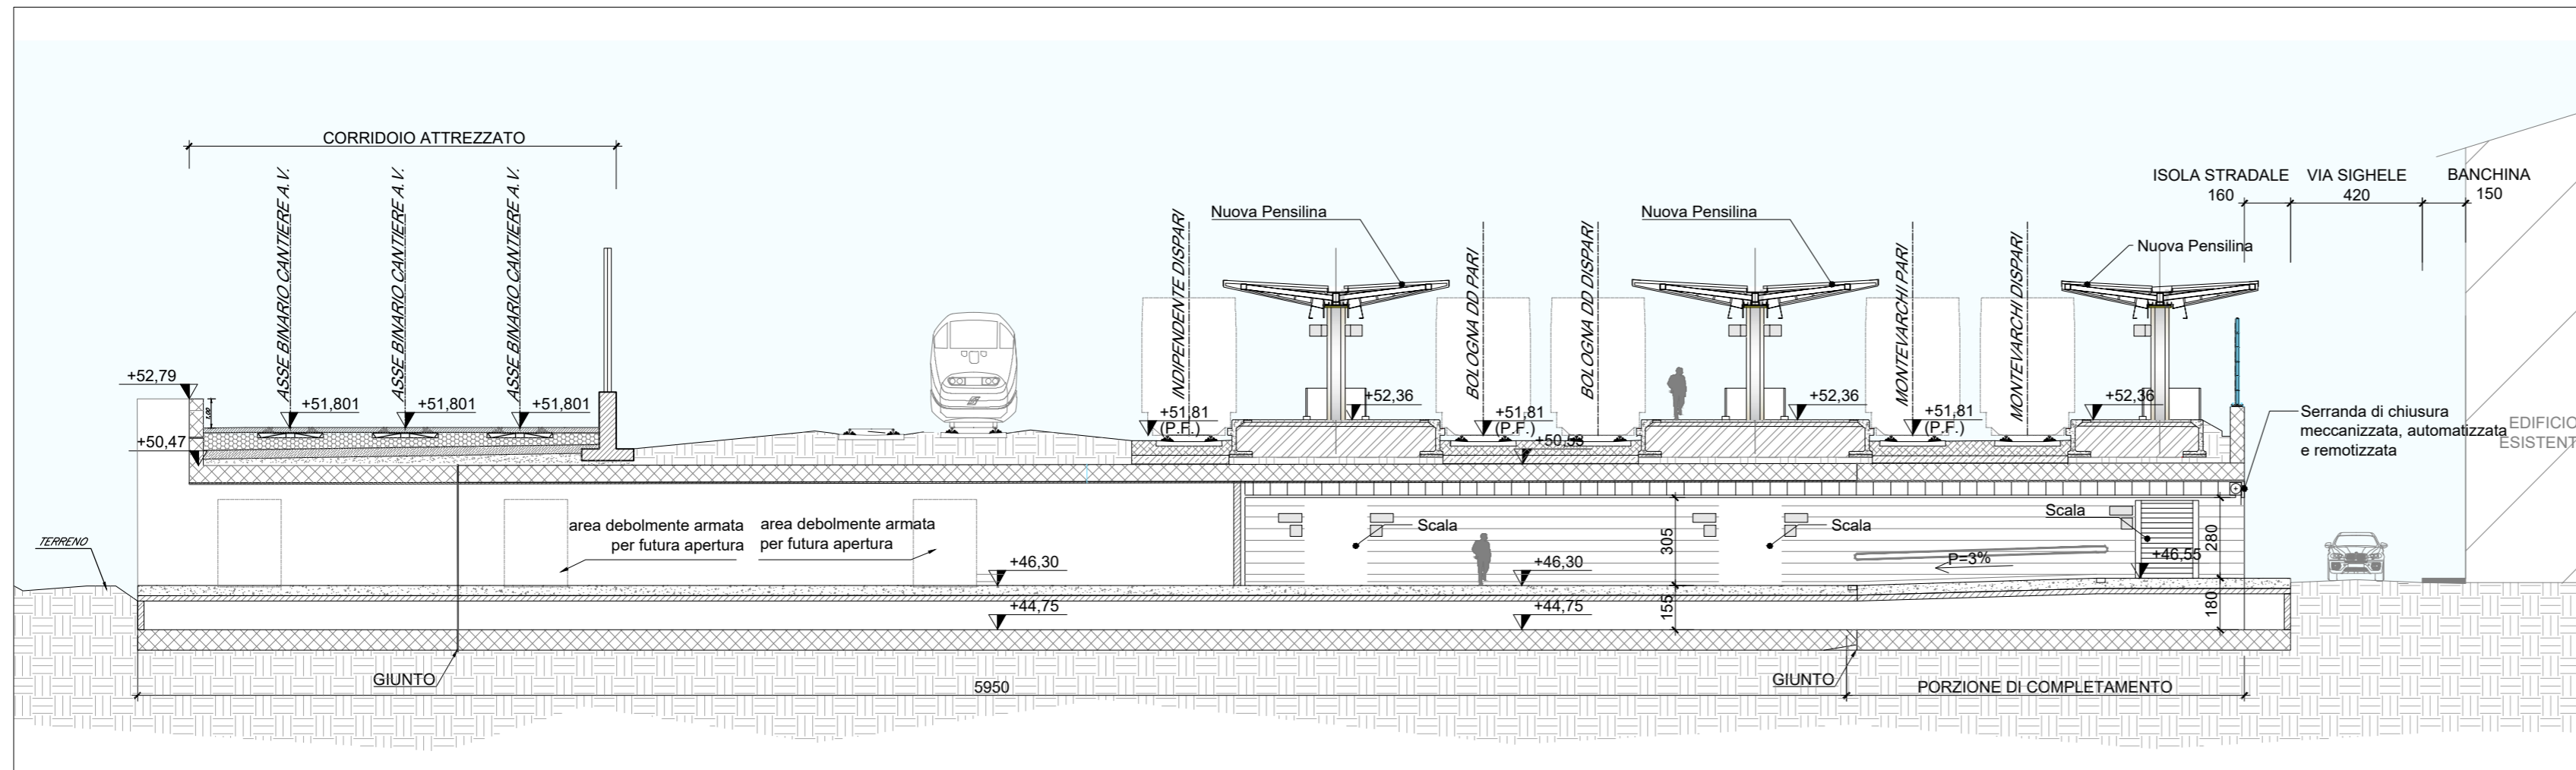 CORRIDOIO ATTREZZATO
ASSE BINARIO CANTIERE A.V.
ASSE BINARIO CANTIERE A.V.
ASSE BINARIO CANTIERE A.V.
INDIPENDENTE DISPARI
Nuova Pensilina
BOLOGNA DD PARI
BOLOGNA DD DISPARI
Nuova Pensilina
MONTEVARCHI PARI
MONTEVARCHI DISPARI
Nuova Pensilina
ISOLA STRADALE
160
VIA SIGHELE
420
BANCHINA
150
+52,79
+50,47
+51,801
+51,801
+51,801
+51,81
(P.F.)
+52,36
+51,81
(P.F.)
+50,53
+52,36
+51,81
(P.F.)
+52,36
Serranda di chiusura
meccanizzata, automatizzata
e remotizzata
EDIFICIO
ESISTENT
TERRENO
area debolmente armata
per futura apertura
area debolmente armata
per futura apertura
+46,30
Scala
+46,30
305
Scala
P=3%
Scala
+46,55
280
+44,75
+44,75
155
180
GIUNTO
5950
GIUNTO
PORZIONE DI COMPLETAMENTO